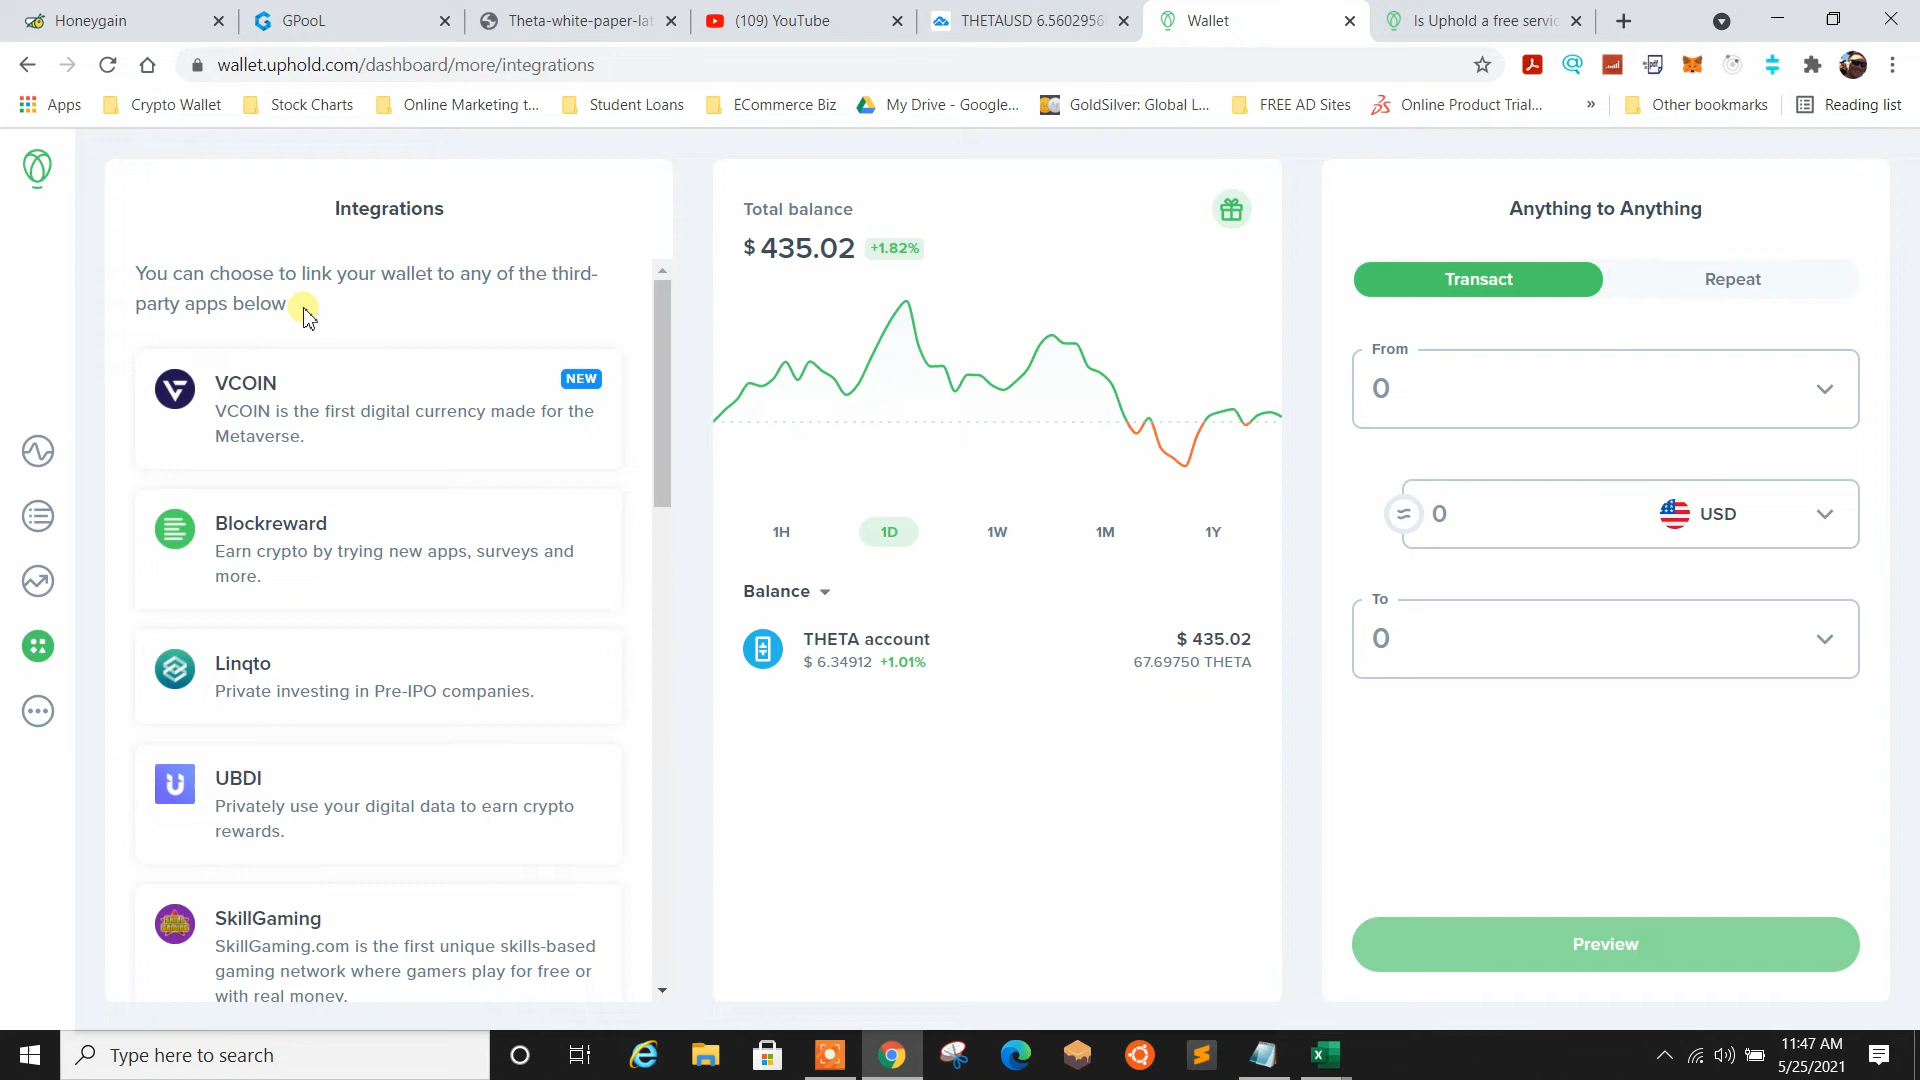 Honeygain
GPooL
Theta-white-paper-lat
(109) YouTube
THETAUSD 6.5602956
Wallet
Is Uphold a free servic
wallet.uphold.com/dashboard/more/integrations
Apps
Crypto Wallet
Stock Charts
Online Marketing t...
Student Loans
ECommerce Biz
My Drive - Google...
GoldSilver: Global L...
FREE AD Sites
Online Product Trial...
»
Other bookmarks
Reading list
Integrations
You can choose to link your wallet to any of the third-
party apps below
VCOIN
NEW
VCOIN is the first digital currency made for the
Metaverse.
Blockreward
Earn crypto by trying new apps, surveys and
more.
Linqto
Private investing in Pre-IPO companies.
UBDI
Privately use your digital data to earn crypto
rewards.
SkillGaming
SkillGaming.com is the first unique skills-based
gaming network where gamers play for free or
with real money.
Total balance
$ 435.02 +1.82%
1H 1D 1W 1M 1Y
Balance
THETA account $ 435.02
$ 6.34912 +1.01% 67.69750 THETA
Anything to Anything
Transact Repeat
From
0
≈ 0 USD
To
0
Preview
Type here to search
11:47 AM
5/25/2021